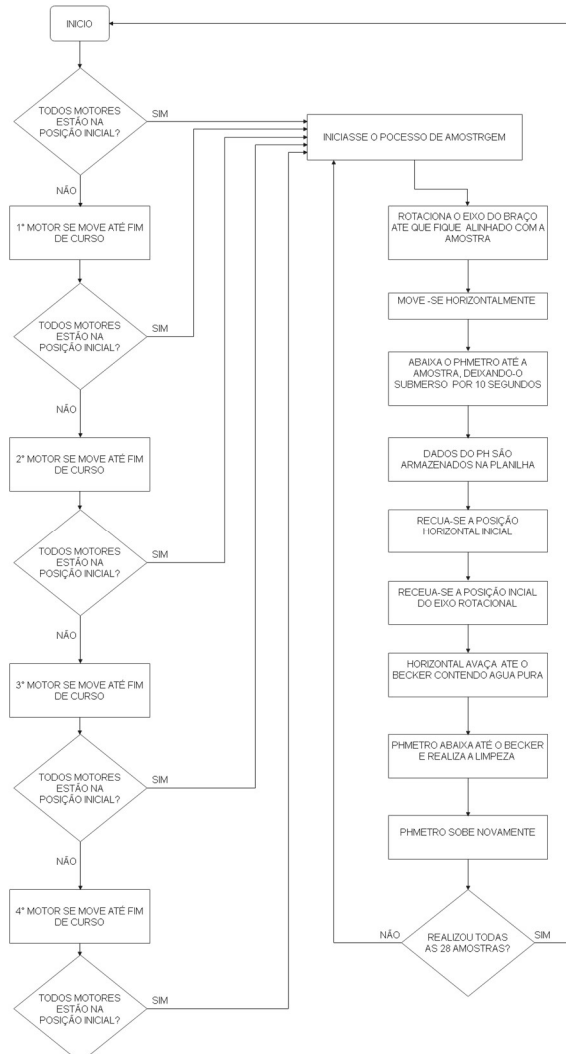 INICIO
TODOS MOTORES
ESTÃO NA
POSIÇÃO INICIAL?
SIM
NÃO
1° MOTOR SE MOVE ATÉ FIM
DE CURSO
TODOS MOTORES
ESTÃO NA
POSIÇÃO INICIAL?
SIM
NÃO
2° MOTOR SE MOVE ATÉ FIM
DE CURSO
TODOS MOTORES
ESTÃO NA
POSIÇÃO INICIAL?
SIM
NÃO
3° MOTOR SE MOVE ATÉ FIM
DE CURSO
TODOS MOTORES
ESTÃO NA
POSIÇÃO INICIAL?
SIM
NÃO
4° MOTOR SE MOVE ATÉ FIM
DE CURSO
TODOS MOTORES
ESTÃO NA
POSIÇÃO INICIAL?
SIM
INICIASSE O POCESSO DE AMOSTRGEM
ROTACIONA O EIXO DO BRAÇO
ATE QUE FIQUE ALINHADO COM A
AMOSTRA
MOVE -SE HORIZONTALMENTE
ABAIXA O PHMETRO ATÉ A
AMOSTRA, DEIXANDO-O
SUBMERSO POR 10 SEGUNDOS
DADOS DO PH SÃO
ARMAZENADOS NA PLANILHA
RECUA-SE A POSIÇÃO
HORIZONTAL INICIAL
RECEUA-SE A POSIÇÃO INCIAL
DO EIXO ROTACIONAL
HORIZONTAL AVAÇA ATE O
BECKER CONTENDO AGUA PURA
PHMETRO ABAIXA ATÉ O BECKER
E REALIZA A LIMPEZA
PHMETRO SOBE NOVAMENTE
NÃO
REALIZOU TODAS
AS 28 AMOSTRAS?
SIM